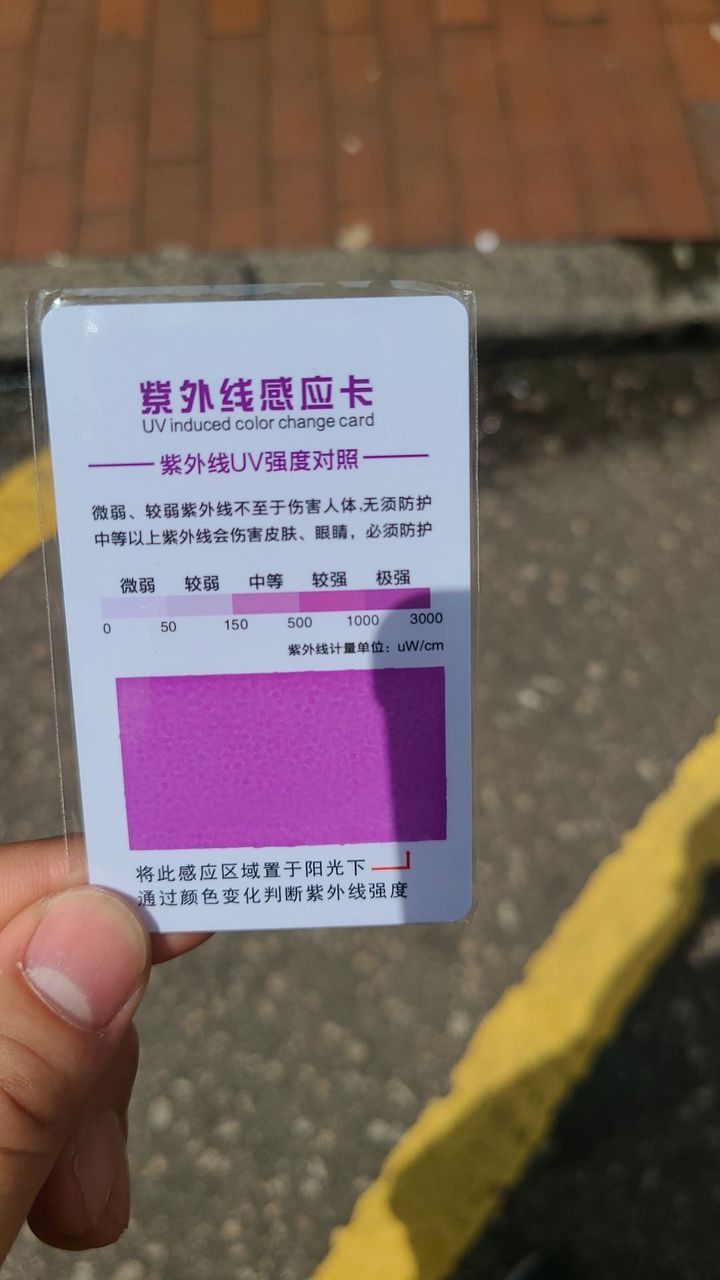 紫外线感应卡
UV induced color change card
紫外线UV强度对照
微弱、较弱紫外线不至于伤害人体,无须防护
中等以上紫外线会伤害皮肤、眼睛，必须防护
微弱 较弱 中等 较强 极强
0 50 150 500 1000 3000
紫外线计量单位：uW/cm
将此感应区域置于阳光下
通过颜色变化判断紫外线强度